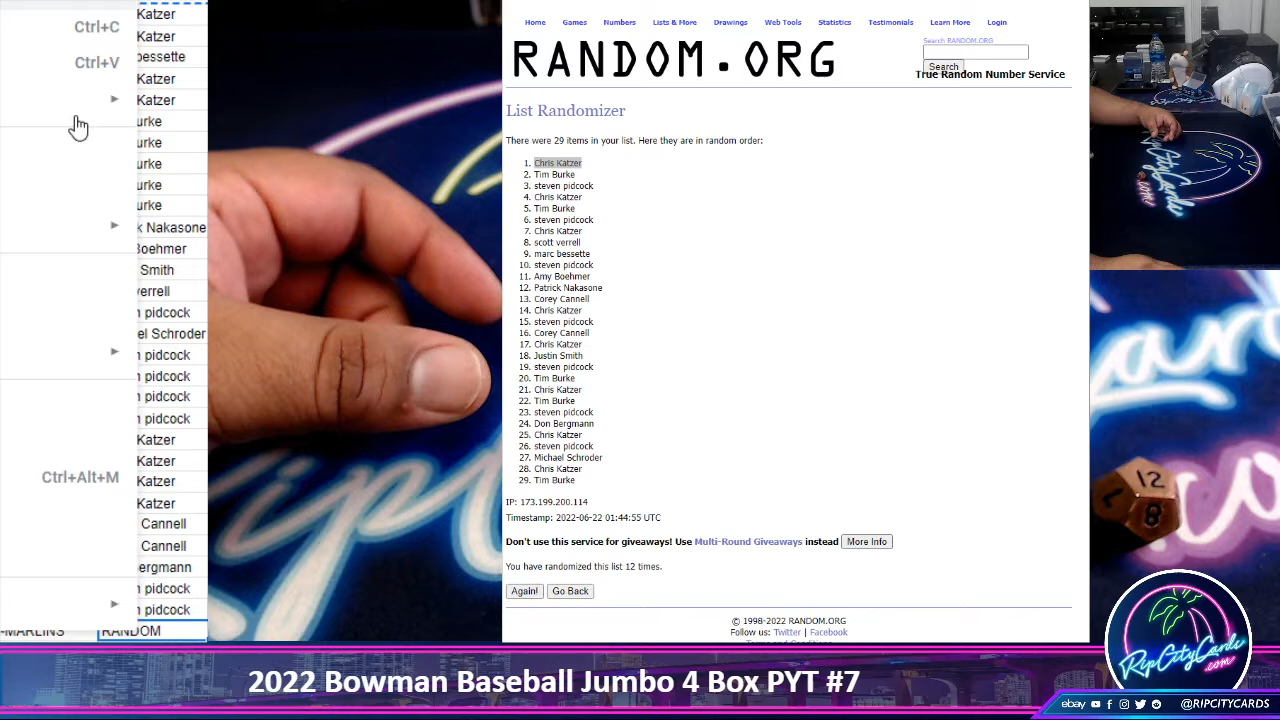 Ctrl+C
Ctrl+V
Ctrl+Alt+M
Katzer
Katzer
bessette
Katzer
Katzer
urke
urke
urke
urke
urke
k Nakasone
Boehmer
Smith
verrell
n pidcock
el Schroder
n pidcock
n pidcock
n pidcock
n pidcock
Katzer
Katzer
Katzer
Katzer
Cannell
Cannell
ergmann
n pidcock
n pidcock
-MARLINS RANDOM
Home Games Numbers Lists & More Drawings Web Tools Statistics Testimonials Learn More Login
RANDOM.ORG
Search RANDOM.ORG
Search
True Random Number Service
List Randomizer
There were 29 items in your list. Here they are in random order:
1. Chris Katzer
2. Tim Burke
3. steven pidcock
4. Chris Katzer
5. Tim Burke
6. steven pidcock
7. Chris Katzer
8. scott verrell
9. marc bessette
10. steven pidcock
11. Amy Boehmer
12. Patrick Nakasone
13. Corey Cannell
14. Chris Katzer
15. steven pidcock
16. Corey Cannell
17. Chris Katzer
18. Justin Smith
19. steven pidcock
20. Tim Burke
21. Chris Katzer
22. Tim Burke
23. steven pidcock
24. Don Bergmann
25. Chris Katzer
26. steven pidcock
27. Michael Schroder
28. Chris Katzer
29. Tim Burke
IP: 173.199.200.114
Timestamp: 2022-06-22 01:44:55 UTC
Don't use this service for giveaways! Use Multi-Round Giveaways instead More Info
You have randomized this list 12 times.
Again! Go Back
© 1998-2022 RANDOM.ORG
Follow us: Twitter | Facebook
Terms and Conditions
12
8
2022 Bowman Baseball Jumbo 4 Box PYT #7
RipCityCards
.com
ebay @RIPCITYCARDS